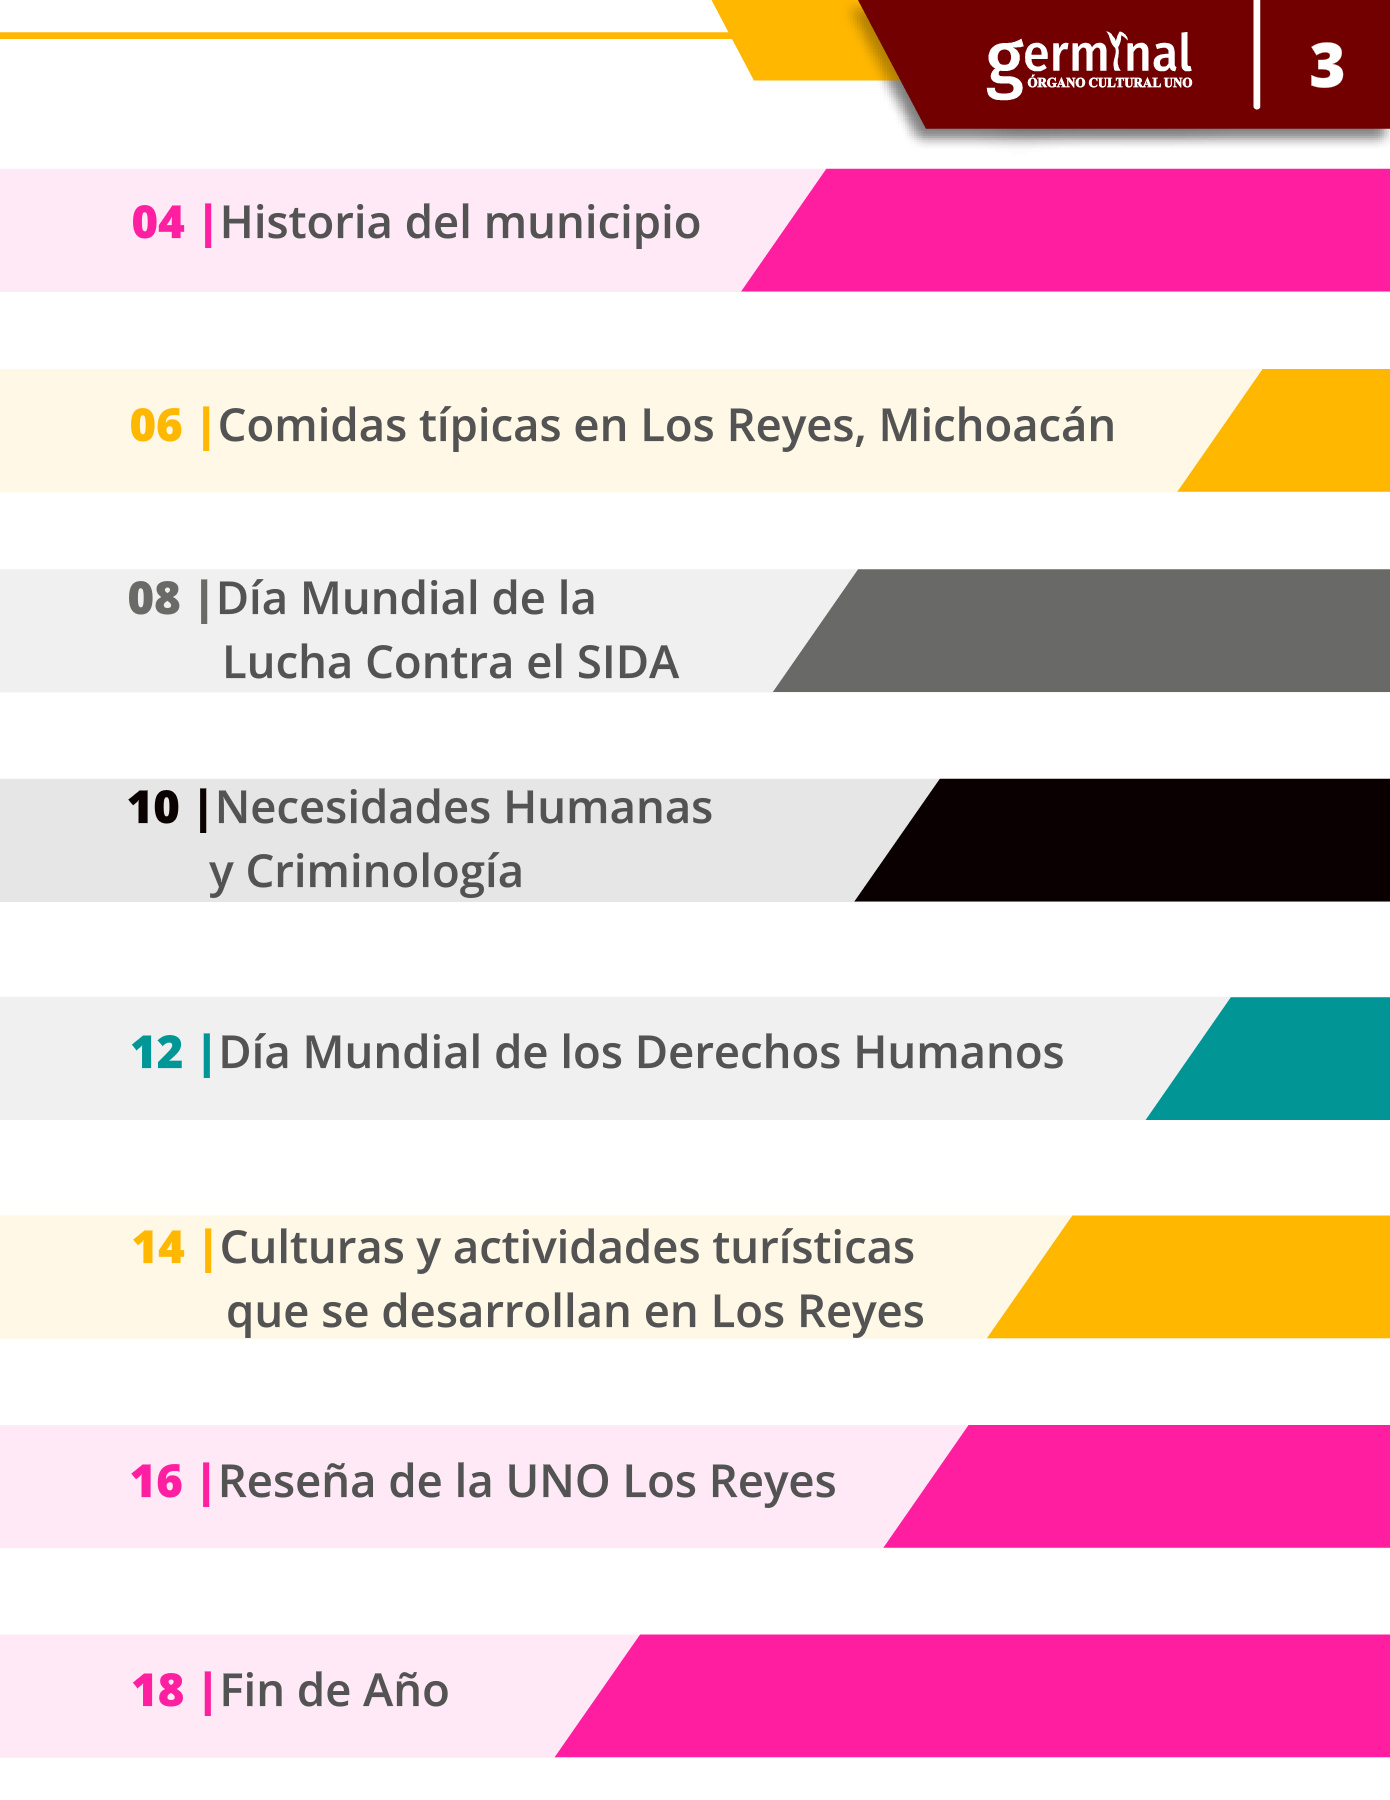 germinal
ÓRGANO CULTURAL UNO
3
04 |Historia del municipio
06 |Comidas típicas en Los Reyes, Michoacán
08 |Día Mundial de la
Lucha Contra el SIDA
10 |Necesidades Humanas
y Criminología
12 |Día Mundial de los Derechos Humanos
14 |Culturas y actividades turísticas
que se desarrollan en Los Reyes
16 |Reseña de la UNO Los Reyes
18 |Fin de Año